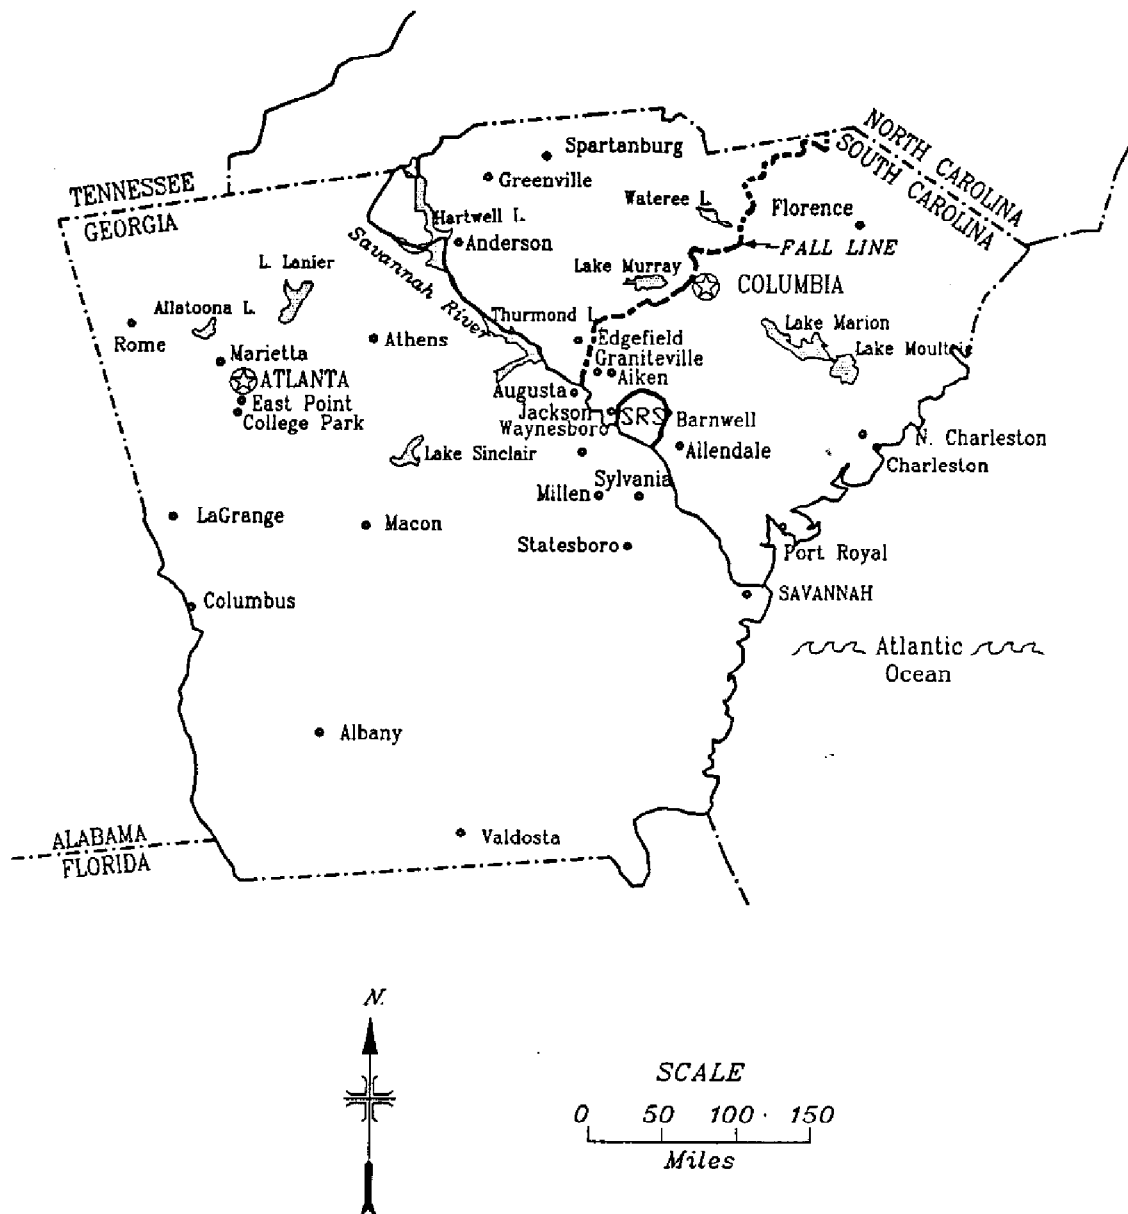 NORTH CAROLINA
SOUTH CAROLINA
Spartanburg
Greenville
TENNESSEE
GEORGIA
Wateree L.
Florence
Hartwell L.
Anderson
FALL LINE
Savannah River
L. Lanier
Lake Murray
COLUMBIA
Allatoona L.
Thurmond L.
Lake Marion
Rome
Athens
Edgefield
Lake Moultrie
Marietta
Graniteville
ATLANTA
Aiken
Augusta
East Point
Jackson
SRS
Barnwell
College Park
Waynesboro
N. Charleston
Lake Sinclair
Allendale
Charleston
Sylvania
Millen
LaGrange
Macon
Statesboro
Port Royal
Columbus
SAVANNAH
Atlantic
Ocean
Albany
ALABAMA
FLORIDA
Valdosta
N.
SCALE
0 50 100 150
Miles